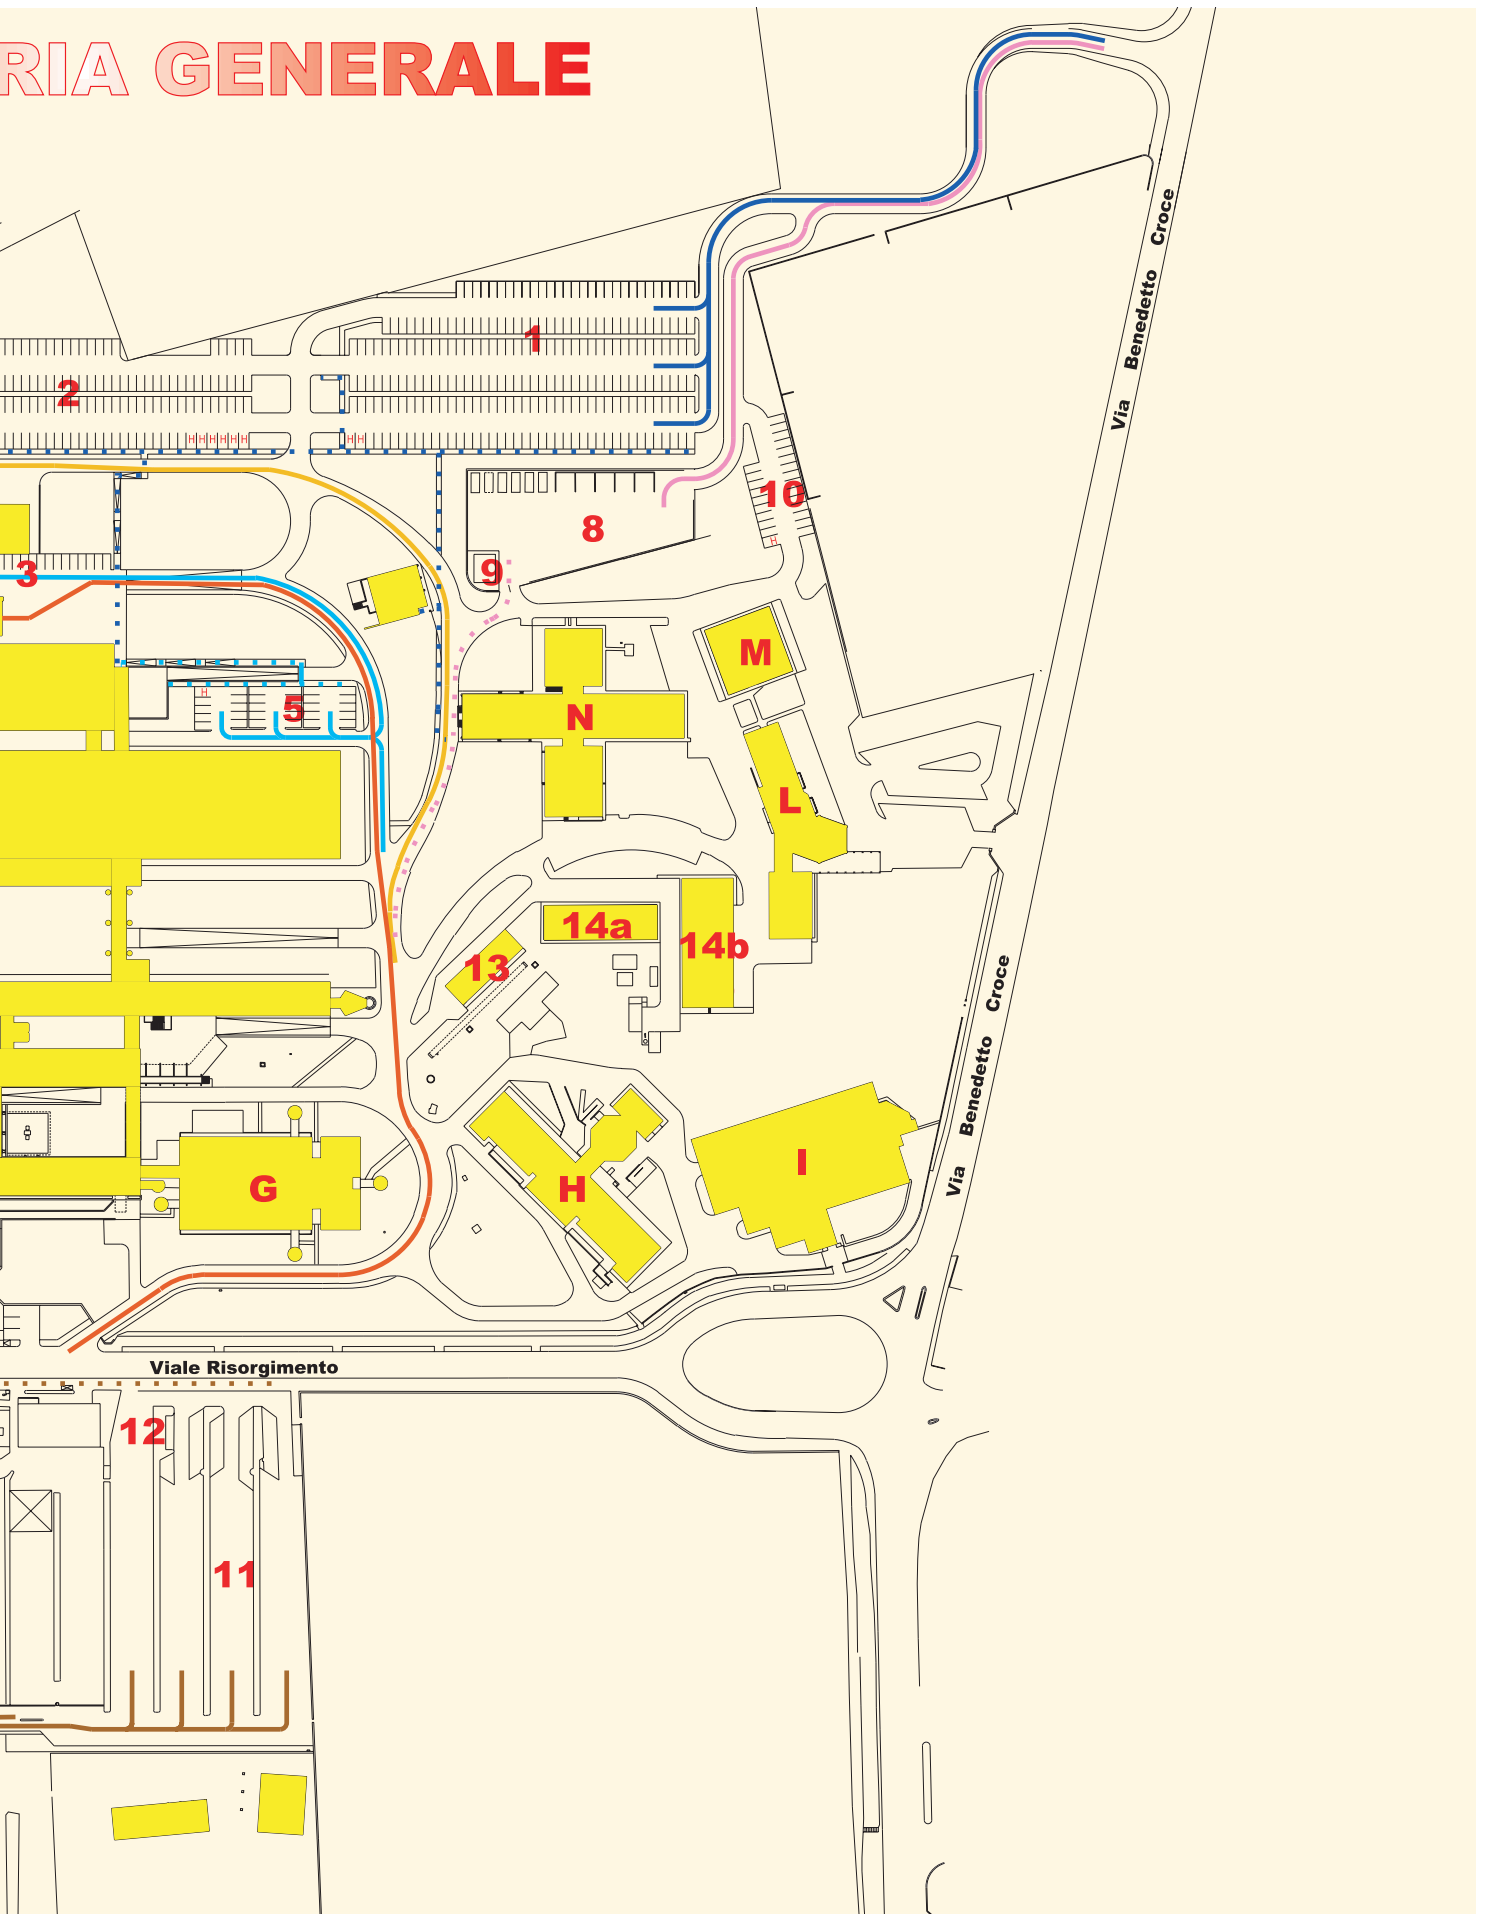 RIA GENERALE
Via Benedetto Croce
1
2
H H H H H H
H H
10
8
H
3
9
M
H
5
N
L
14a
14b
13
Via Benedetto Croce
I
G
H
Viale Risorgimento
12
11